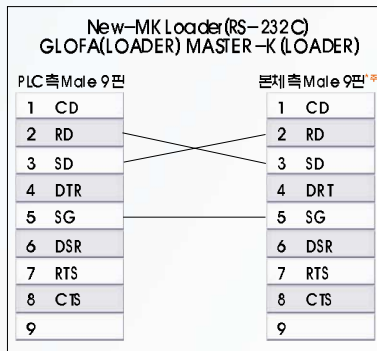 New-MK Loader(RS-232C)
GLOFA(LOADER) MASTER-K (LOADER)
PLC측Male 9핀
1 CD
2 RD
3 SD
4 DTR
5 SG
6 DSR
7 RTS
8 CTS
9
본체측Male 9핀*주
1 CD
2 RD
3 SD
4 DRT
5 SG
6 DSR
7 RTS
8 CTS
9